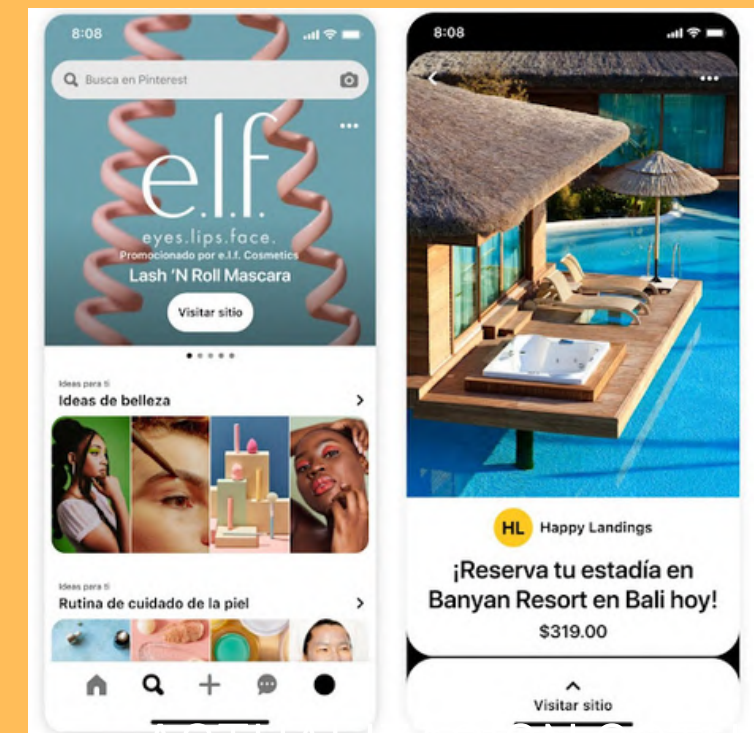 8:08
Busca en Pinterest
e.l.f.
eyes.lips.face.
Promocionado por e.l.f. Cosmetics
Lash 'N Roll Mascara
Visitar sitio
Ideas para ti
Ideas de belleza
Ideas para ti
Rutina de cuidado de la piel
8:08
HL Happy Landings
¡Reserva tu estadía en
Banyan Resort en Bali hoy!
$319.00
Visitar sitio